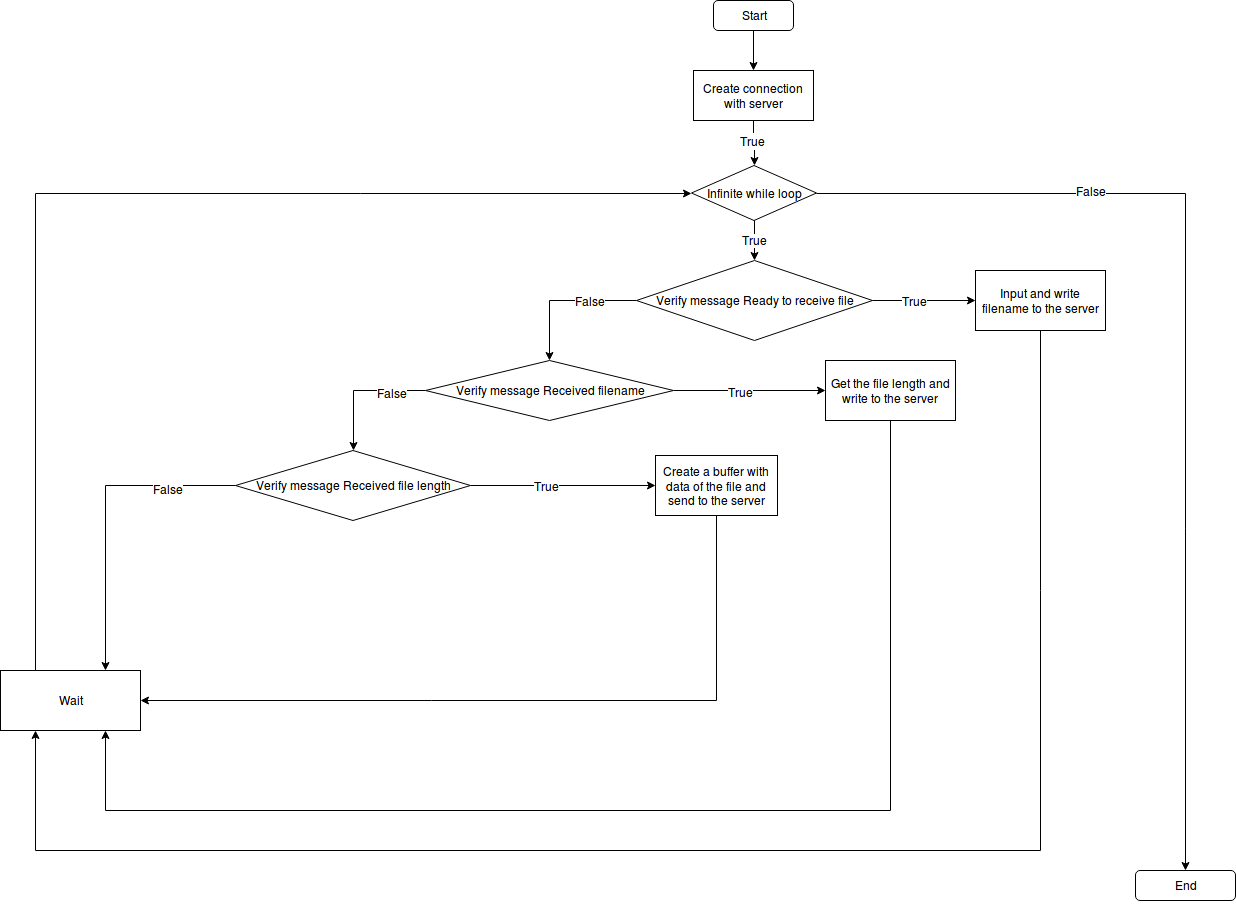 Start
Create connection
with server
True
Infinite while loop
False
True
Verify message Ready to receive file
False
True
Input and write
filename to the server
Verify message Received filename
False
True
Get the file length and
write to the server
Verify message Received file length
False
True
Create a buffer with
data of the file and
send to the server
Wait
End